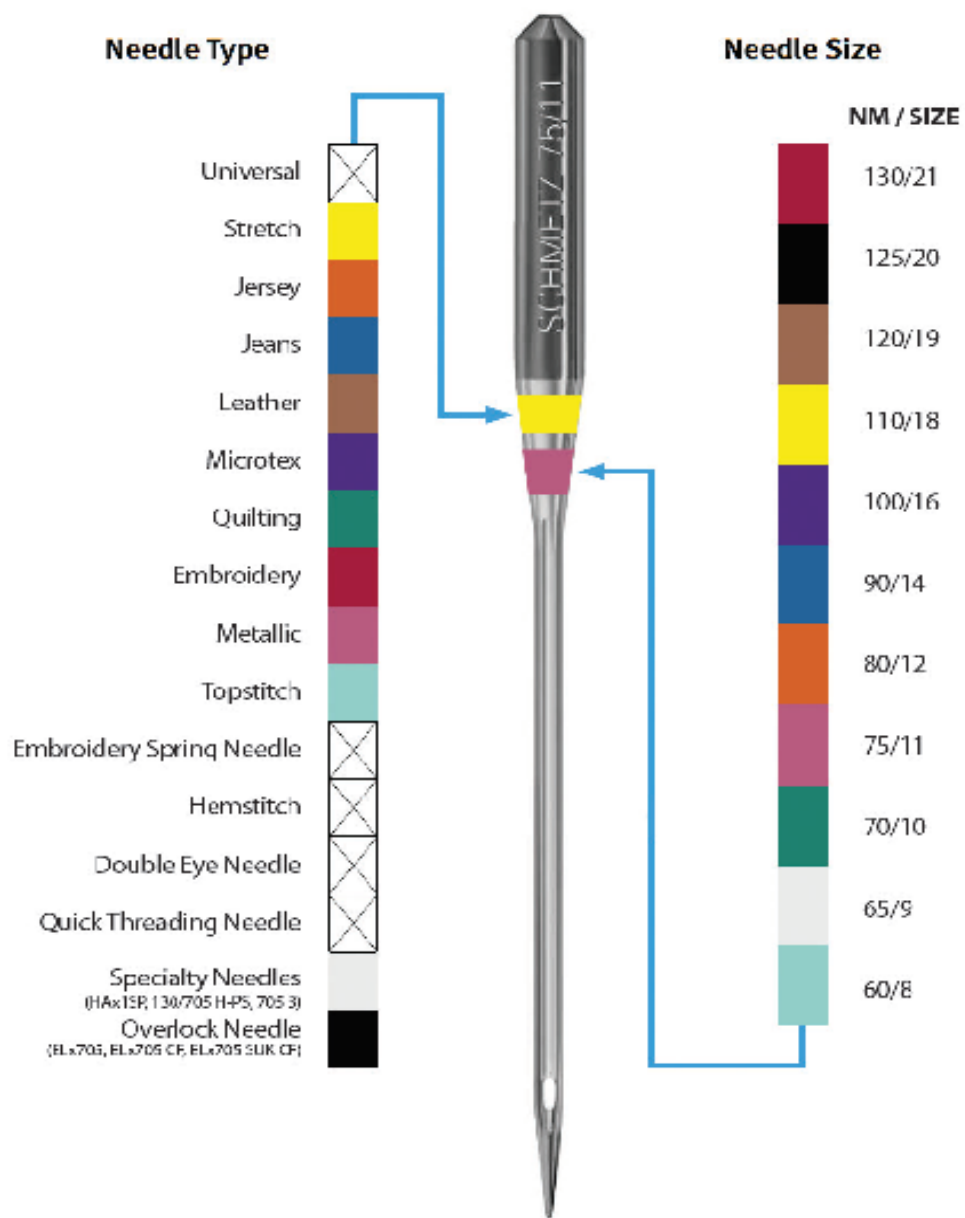 Needle Type
Needle Size
NM / SIZE
SCHMETZ 75/11
Universal
Stretch
Jersey
Jeans
Leather
Microtex
Quilting
Embroidery
Metallic
Topstitch
Embroidery Spring Needle
Hemstitch
Double Eye Needle
Quick Threading Needle
Specialty Needles
(HAx1SP, 130/705 H-PS, 705 B)
Overlock Needle
(ELx705, ELx705 CF, ELx705 SUK CF)
130/21
125/20
120/19
110/18
100/16
90/14
80/12
75/11
70/10
65/9
60/8